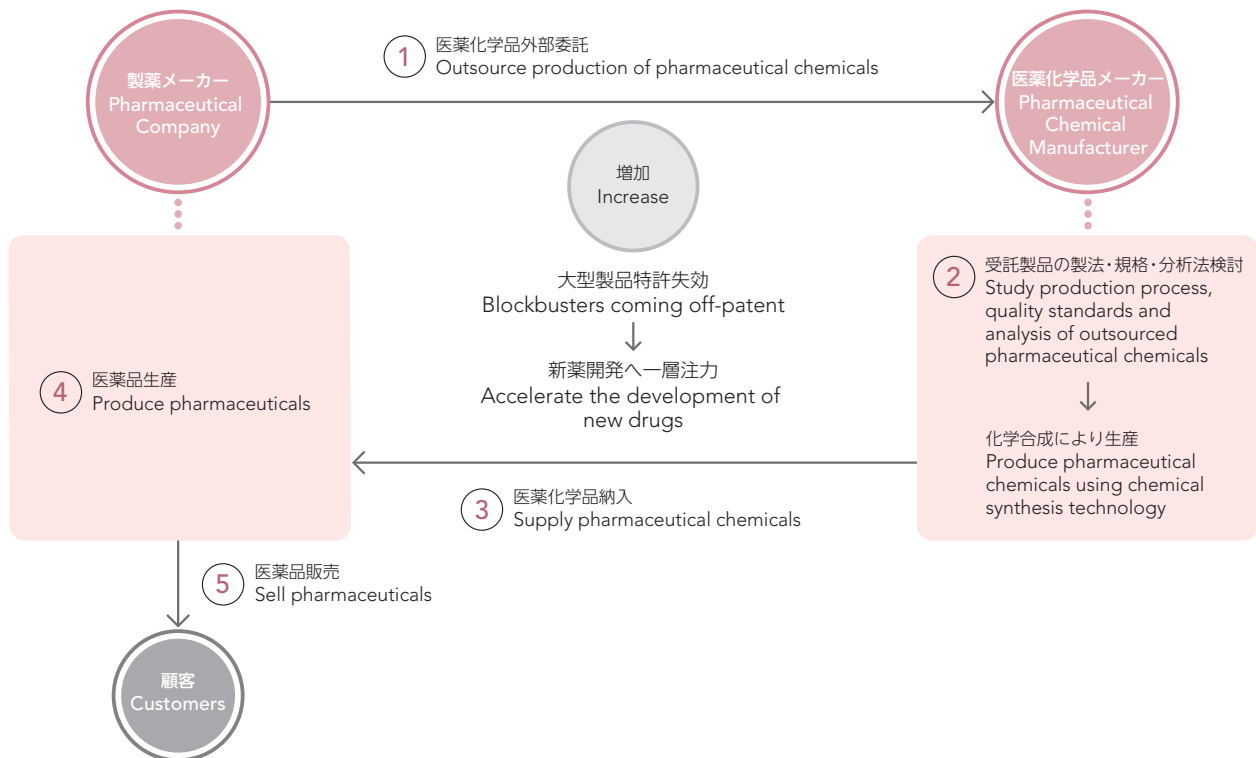 製薬メーカー
Pharmaceutical
Company
1
医薬化学品外部委託
Outsource production of pharmaceutical chemicals
医薬化学品メーカー
Pharmaceutical
Chemical
Manufacturer
増加
Increase
大型製品特許失効
Blockbusters coming off-patent
新薬開発へ一層注力
Accelerate the development of
new drugs
2
受託製品の製法・規格・分析法検討
Study production process,
quality standards and
analysis of outsourced
pharmaceutical chemicals
化学合成により生産
Produce pharmaceutical
chemicals using chemical
synthesis technology
3
医薬化学品納入
Supply pharmaceutical chemicals
4
医薬品生産
Produce pharmaceuticals
5
医薬品販売
Sell pharmaceuticals
顧客
Customers